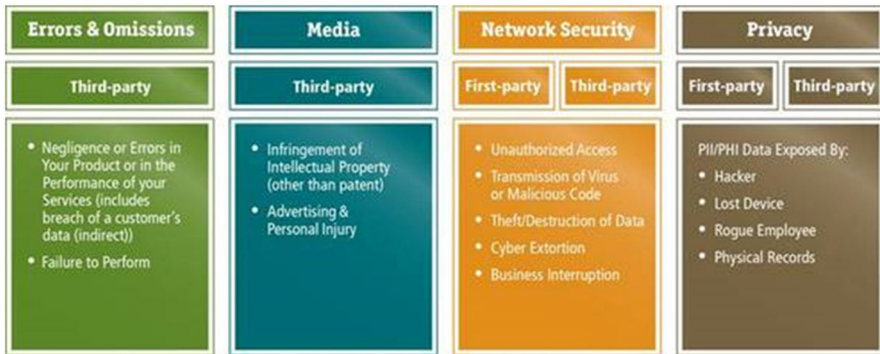 Errors & Omissions
Third-party
• Negligence or Errors in
Your Product or in the
Performance of your
Services (includes
breach of a customer's
data (indirect))
• Failure to Perform
Media
Third-party
• Infringement of
Intellectual Property
(other than patent)
• Advertising &
Personal Injury
Network Security
First-party
Third-party
• Unauthorized Access
• Transmission of Virus
or Malicious Code
• Theft/Destruction of Data
• Cyber Extortion
• Business Interruption
Privacy
First-party
Third-party
PII/PHI Data Exposed By:
• Hacker
• Lost Device
• Rogue Employee
• Physical Records